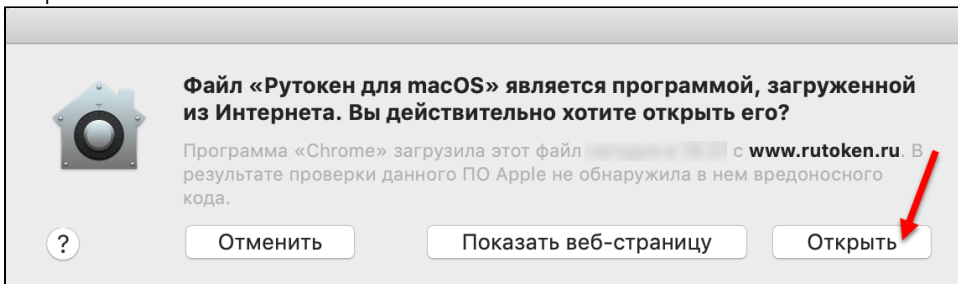 Файл «Рутокен для macOS» является программой, загруженной
из Интернета. Вы действительно хотите открыть его?
Программа «Chrome» загрузила этот файл с www.rutoken.ru. В
результате проверки данного ПО Apple не обнаружила в нем вредоносного
кода.
? Отменить Показать веб-страницу Открыть